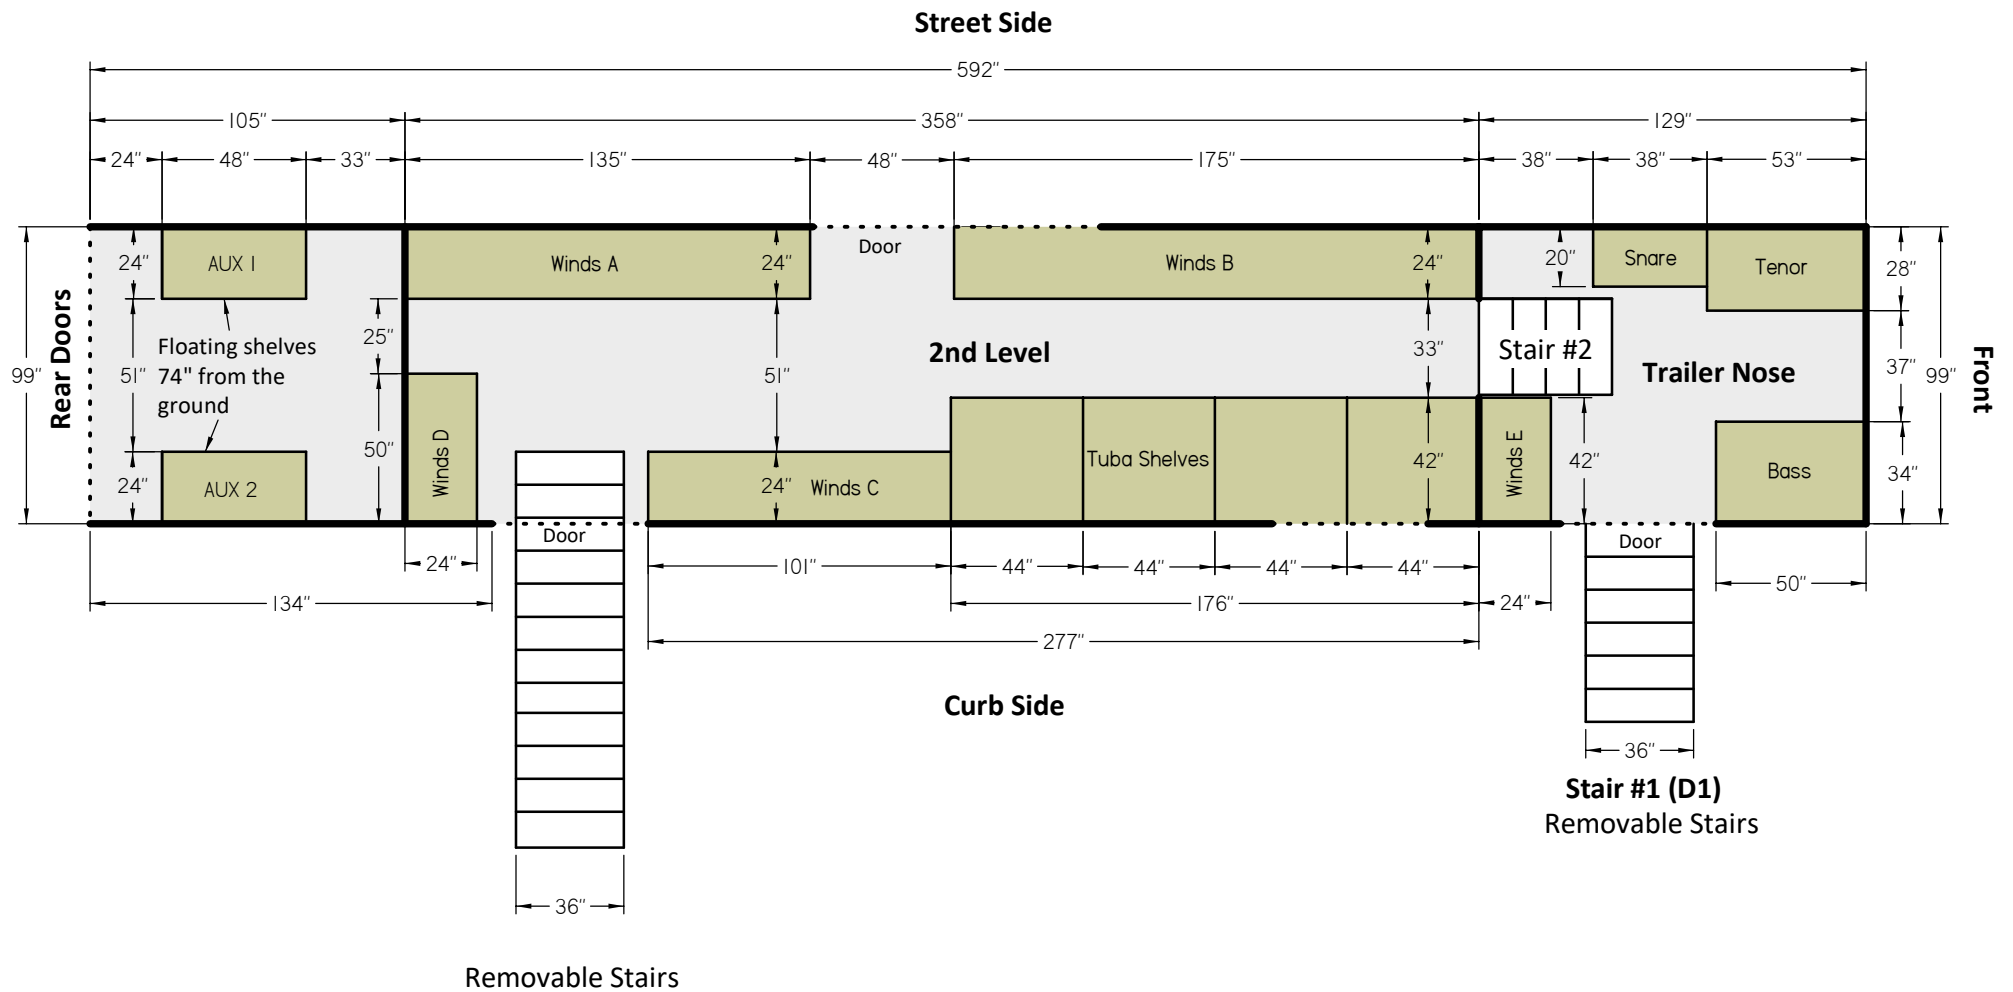 Street Side
592"
105" 358" 129"
24" 48" 33" 135" 48" 175" 38" 38" 53"
Door
AUX 1
Winds A
Winds B
Snare
Tenor
24" 24" 24" 20" 28"
Rear Doors
Floating shelves
74" from the
ground
99" 51" 25" 51" 33" 37" 99"
2nd Level
Stair #2
Trailer Nose
Front
50" 42" 42" 34"
AUX 2
24"
Winds D
24" Winds C
Tuba Shelves
Winds E
Bass
Door
Door
24" 101" 44" 44" 44" 44" 50"
134" 176" 24"
277"
Curb Side
36"
Stair #1 (D1)
Removable Stairs
36"
Removable Stairs